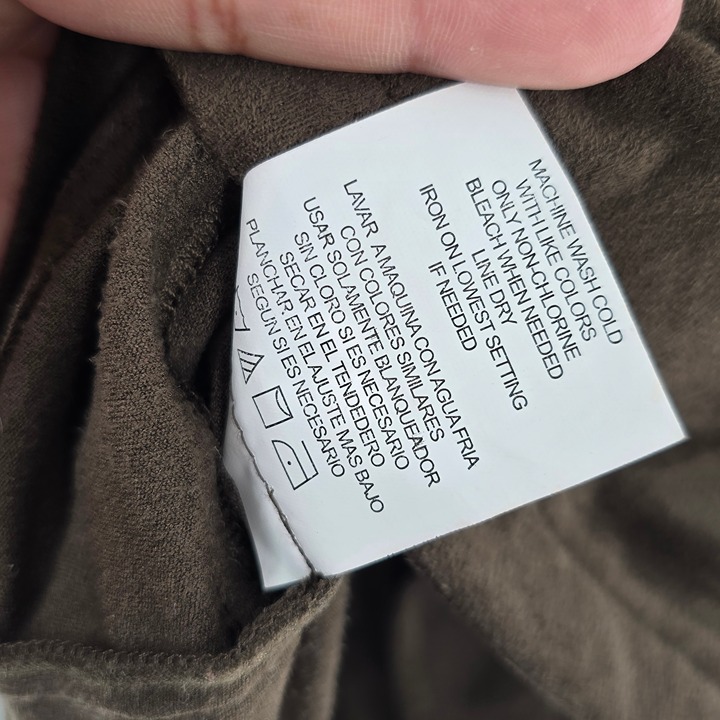 MACHINE WASH COLD
WITH LIKE COLORS
ONLY NON-CHLORINE
BLEACH WHEN NEEDED
LINE DRY
IRON ON LOWEST SETTING
IF NEEDED
LAVAR A MAQUINA CON AGUA FRIA
CON COLORES SIMILARES
USAR SOLAMENTE BLANQUEADOR
SIN CLORO SI ES NECESARIO
SECAR EN EL TENDEDERO
PLANCHAR EN EL AJUSTE MAS BAJO
SEGUN SI ES NECESARIO